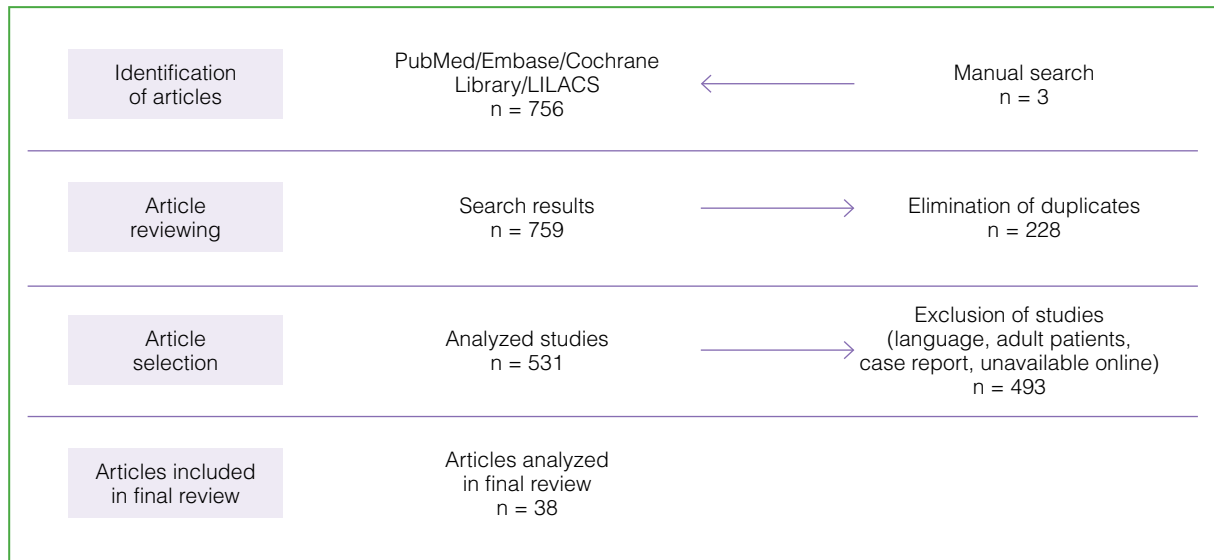 Identification
of articles
PubMed/Embase/Cochrane
Library/LILACS
n = 756
Manual search
n = 3
Article
reviewing
Search results
n = 759
Elimination of duplicates
n = 228
Article
selection
Analyzed studies
n = 531
Exclusion of studies
(language, adult patients,
case report, unavailable online)
n = 493
Articles included
in final review
Articles analyzed
in final review
n = 38